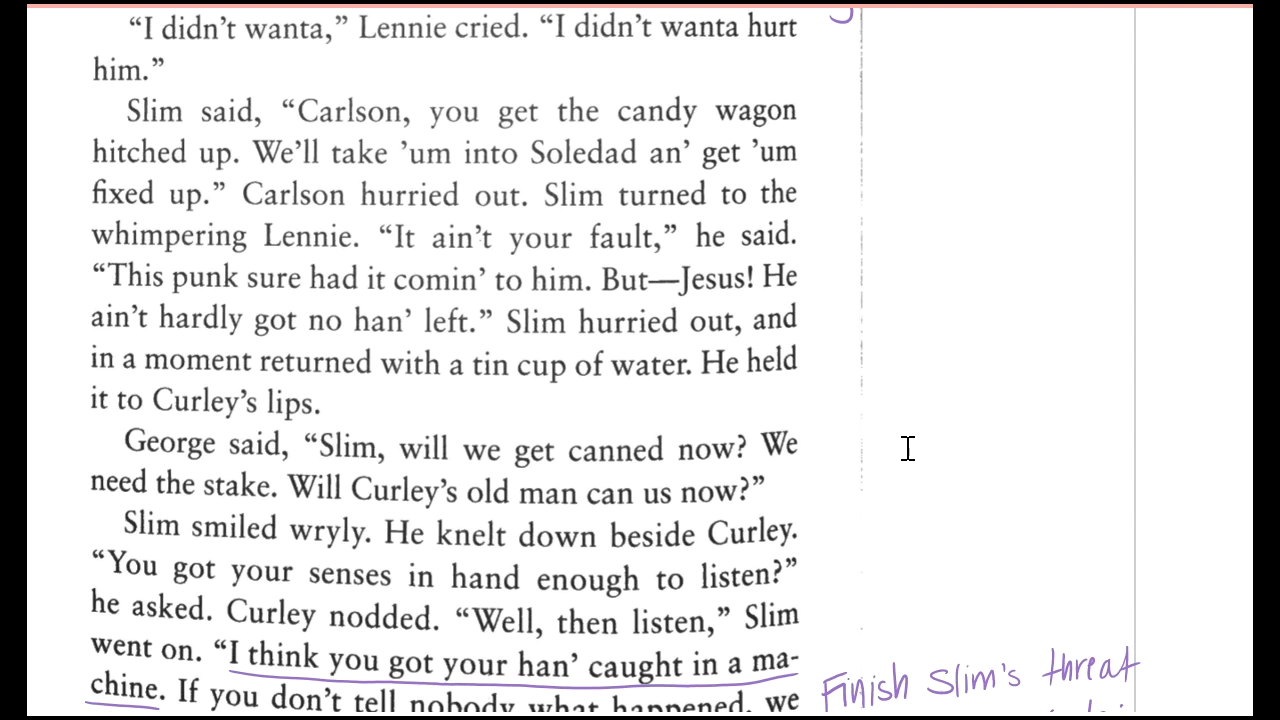 “I didn’t wanta,” Lennie cried. “I didn’t wanta hurt
him.”
Slim said, “Carlson, you get the candy wagon
hitched up. We’ll take ’um into Soledad an’ get ’um
fixed up.” Carlson hurried out. Slim turned to the
whimpering Lennie. “It ain’t your fault,” he said.
“This punk sure had it comin’ to him. But—Jesus! He
ain’t hardly got no han’ left.” Slim hurried out, and
in a moment returned with a tin cup of water. He held
it to Curley’s lips.
George said, “Slim, will we get canned now? We
need the stake. Will Curley’s old man can us now?”
Slim smiled wryly. He knelt down beside Curley.
“You got your senses in hand enough to listen?”
he asked. Curley nodded. “Well, then listen,” Slim
went on. “I think you got your han’ caught in a ma-
chine. If you don’t tell nobody what happened, we
Finish Slim's threat